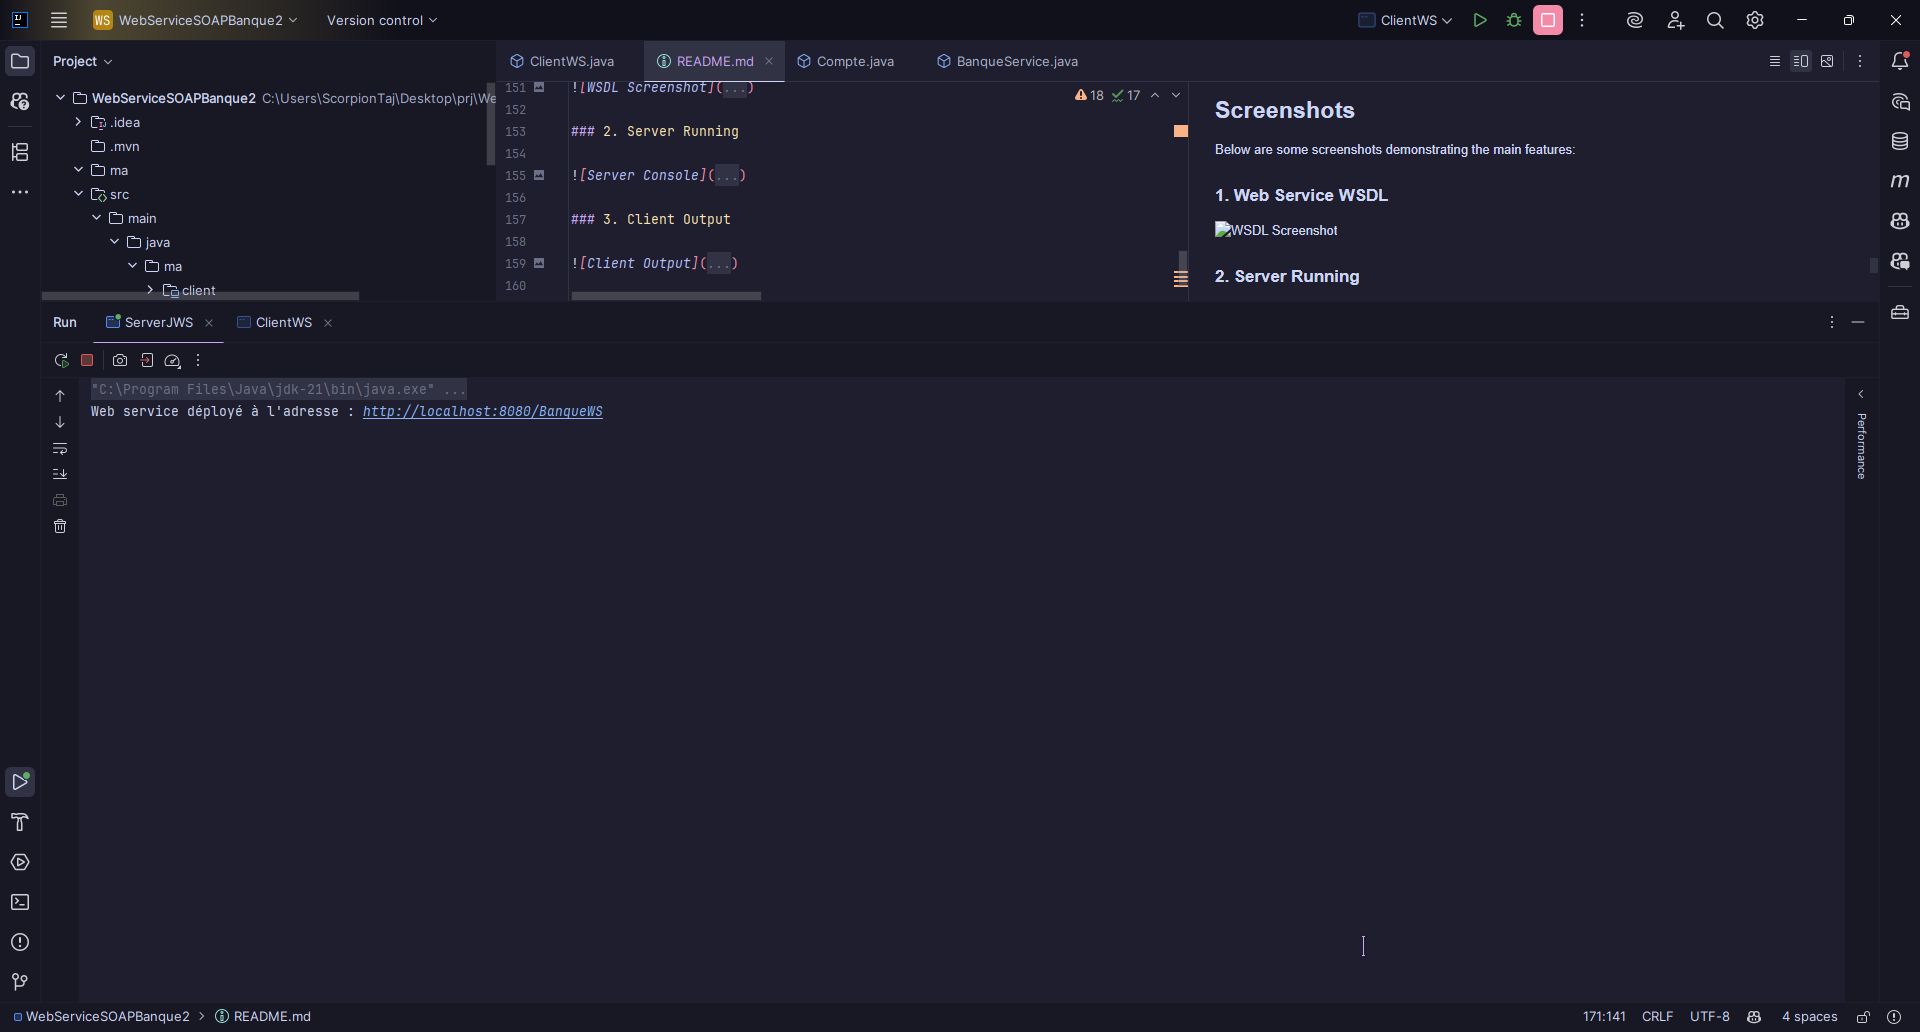 WS WebServiceSOAPBanque2 Version control ClientWS
Project
WebServiceSOAPBanque2 C:\Users\ScorpionTaj\Desktop\prj\We
.idea
.mvn
ma
src
main
java
ma
client
ClientWS.java README.md Compte.java BanqueService.java
18 17
151 ![WSDL Screenshot](...)
152
153 ### 2. Server Running
154
155 ![Server Console](...)
156
157 ### 3. Client Output
158
159 ![Client Output](...)
160
Screenshots
Below are some screenshots demonstrating the main features:
1. Web Service WSDL
WSDL Screenshot
2. Server Running
Run ServerJWS ClientWS
"C:\Program Files\Java\jdk-21\bin\java.exe" ...
Web service déployé à l'adresse : http://localhost:8080/BanqueWS
Performance
WebServiceSOAPBanque2 README.md 171:141 CRLF UTF-8 4 spaces